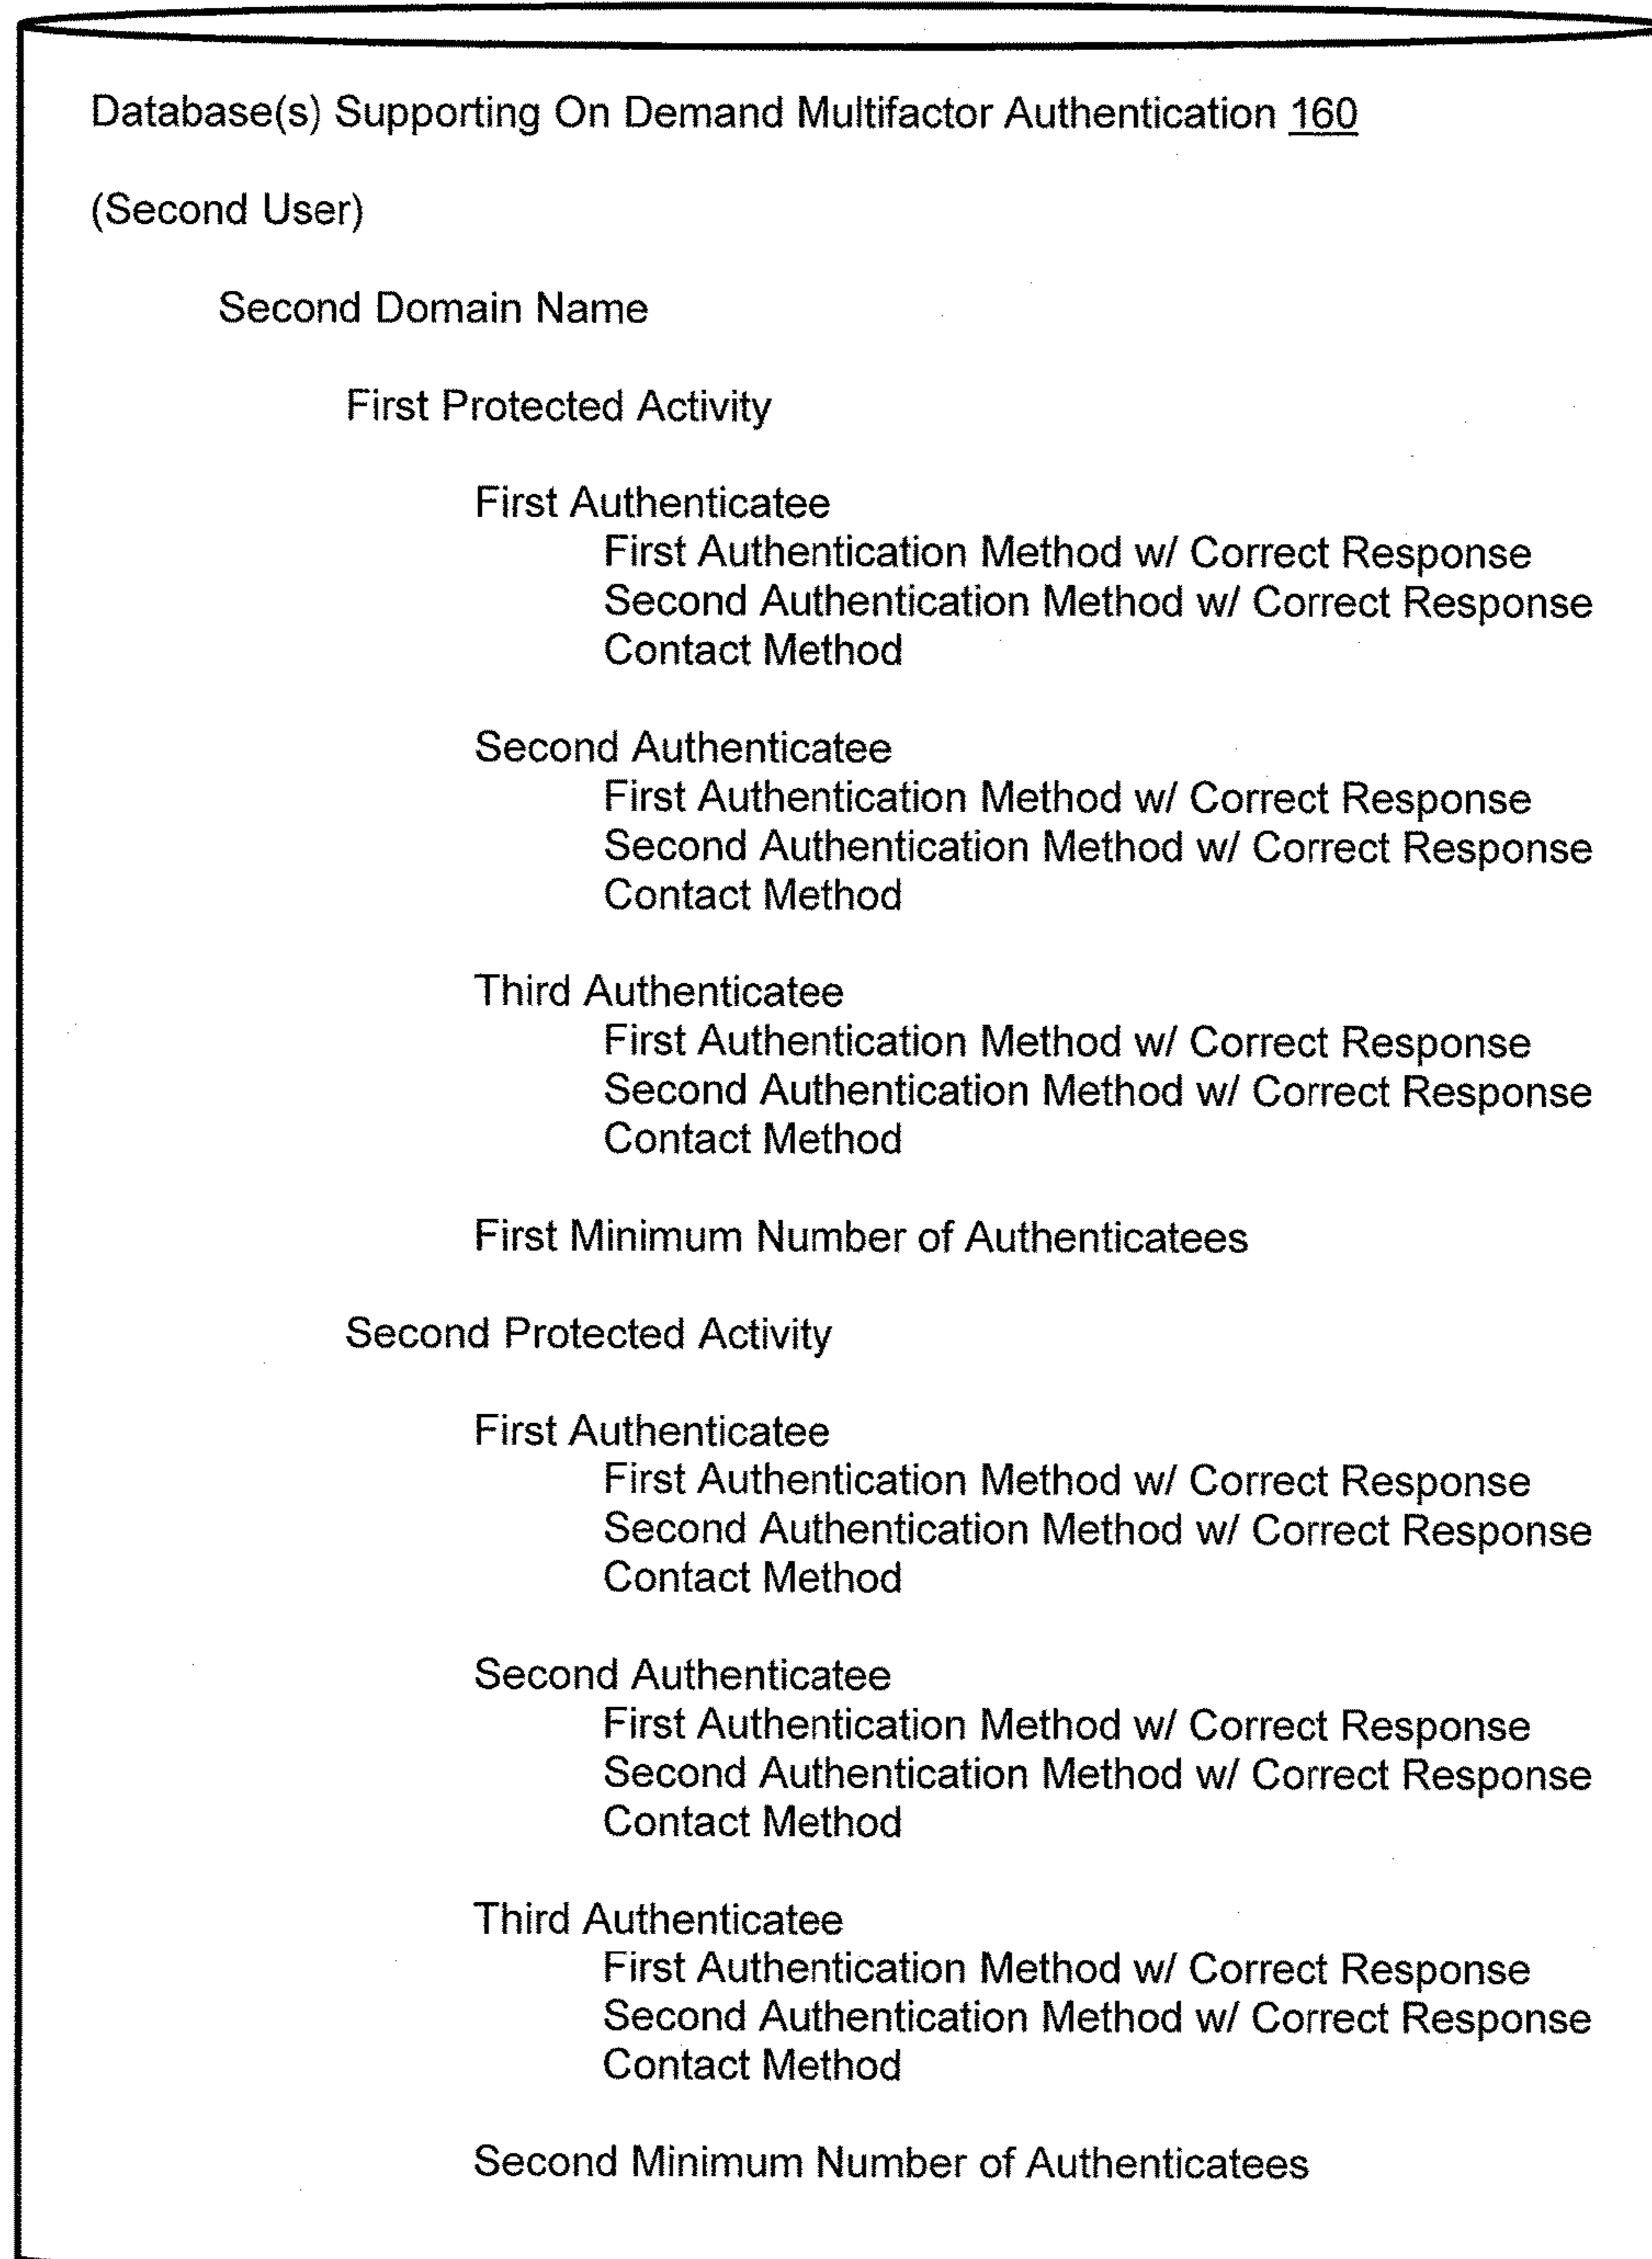 Database(s) Supporting On Demand Multifactor Authentication 160
(Second User)
Second Domain Name
First Protected Activity
First Authenticatee
First Authentication Method w/ Correct Response
Second Authentication Method w/ Correct Response
Contact Method
Second Authenticatee
First Authentication Method w/ Correct Response
Second Authentication Method w/ Correct Response
Contact Method
Third Authenticatee
First Authentication Method w/ Correct Response
Second Authentication Method w/ Correct Response
Contact Method
First Minimum Number of Authenticatees
Second Protected Activity
First Authenticatee
First Authentication Method w/ Correct Response
Second Authentication Method w/ Correct Response
Contact Method
Second Authenticatee
First Authentication Method w/ Correct Response
Second Authentication Method w/ Correct Response
Contact Method
Third Authenticatee
First Authentication Method w/ Correct Response
Second Authentication Method w/ Correct Response
Contact Method
Second Minimum Number of Authenticatees